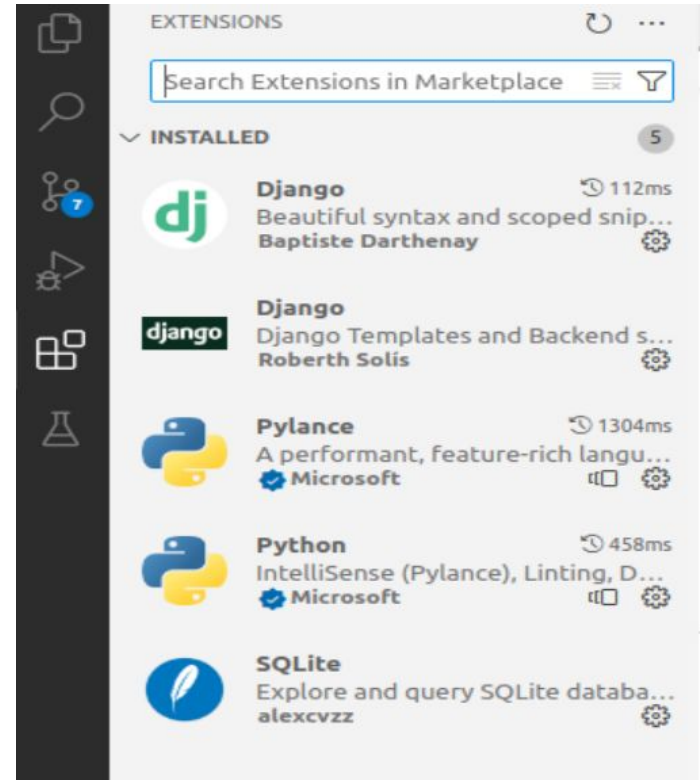 EXTENSIONS
Search Extensions in Marketplace
INSTALLED 5
7
dj
Django 112ms
Beautiful syntax and scoped snip...
Baptiste Darthenay
django
Django
Django Templates and Backend s...
Roberth Solís
Pylance 1304ms
A performant, feature-rich langu...
Microsoft
Python 458ms
IntelliSense (Pylance), Linting, D...
Microsoft
SQLite
Explore and query SQLite databa...
alexcvzz